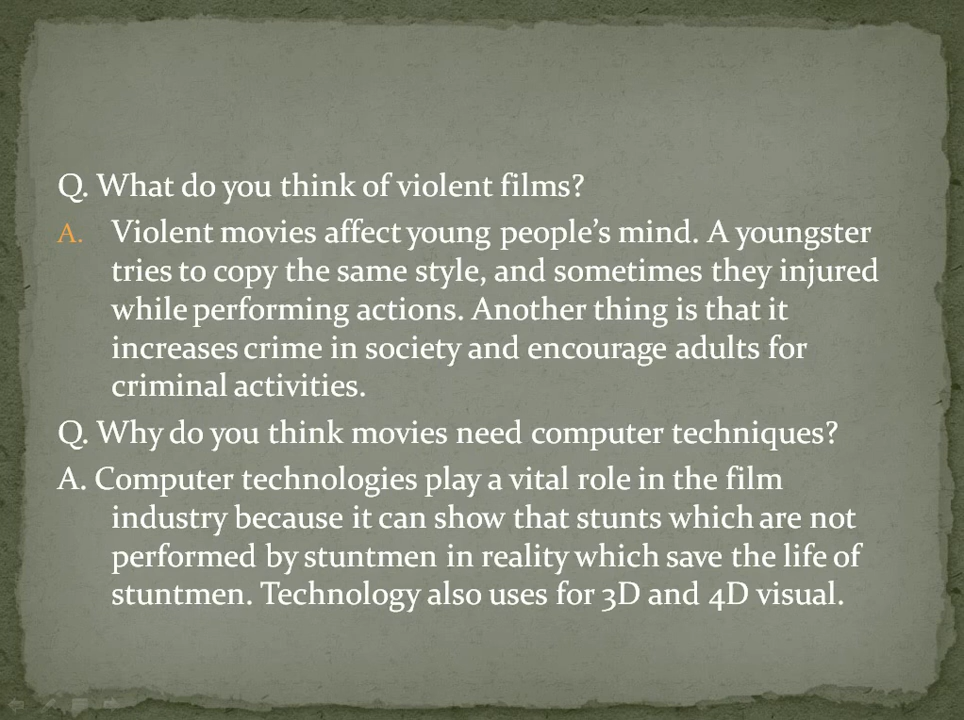 Q. What do you think of violent films?
A. Violent movies affect young people’s mind. A youngster
tries to copy the same style, and sometimes they injured
while performing actions. Another thing is that it
increases crime in society and encourage adults for
criminal activities.
Q. Why do you think movies need computer techniques?
A. Computer technologies play a vital role in the film
industry because it can show that stunts which are not
performed by stuntmen in reality which save the life of
stuntmen. Technology also uses for 3D and 4D visual.